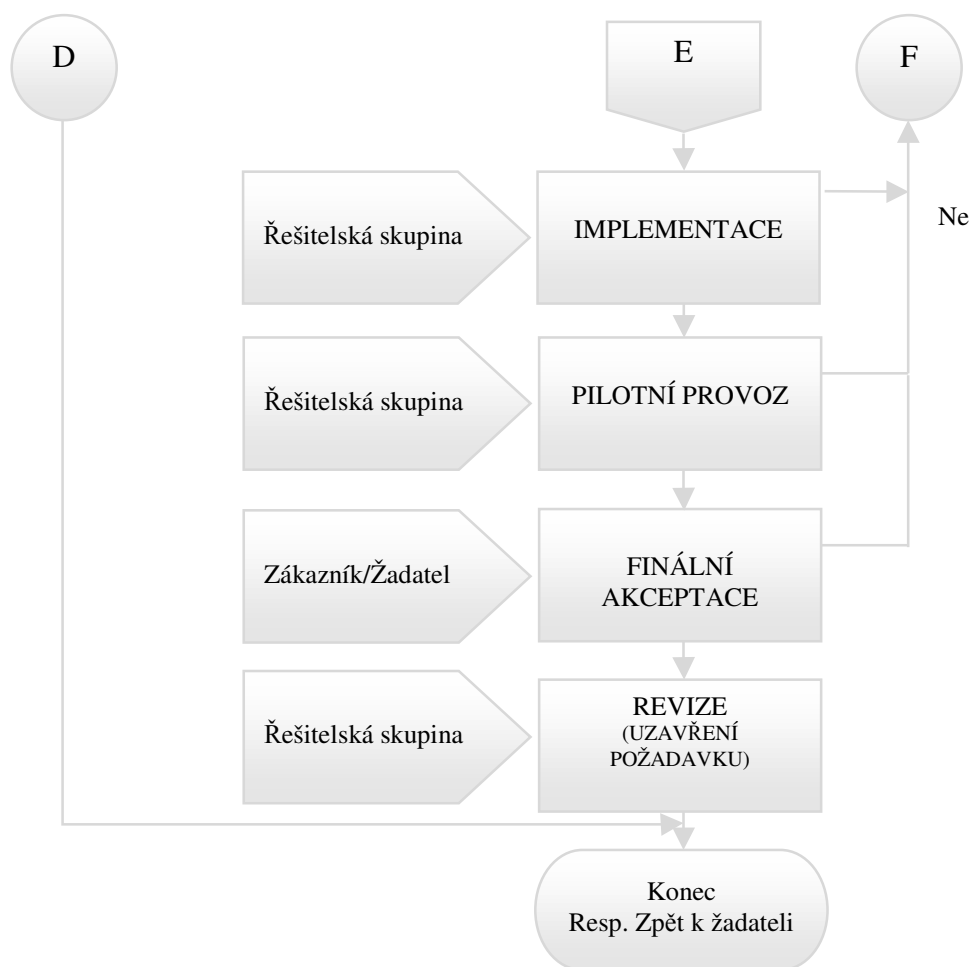 D
E
F
Řešitelská skupina
IMPLEMENTACE
Ne
Řešitelská skupina
PILOTNÍ PROVOZ
Zákazník/Žadatel
FINÁLNÍ
AKCEPTACE
Řešitelská skupina
REVIZE
(UZAVŘENÍ
POŽADAVKU)
Konec
Resp. Zpět k žadateli